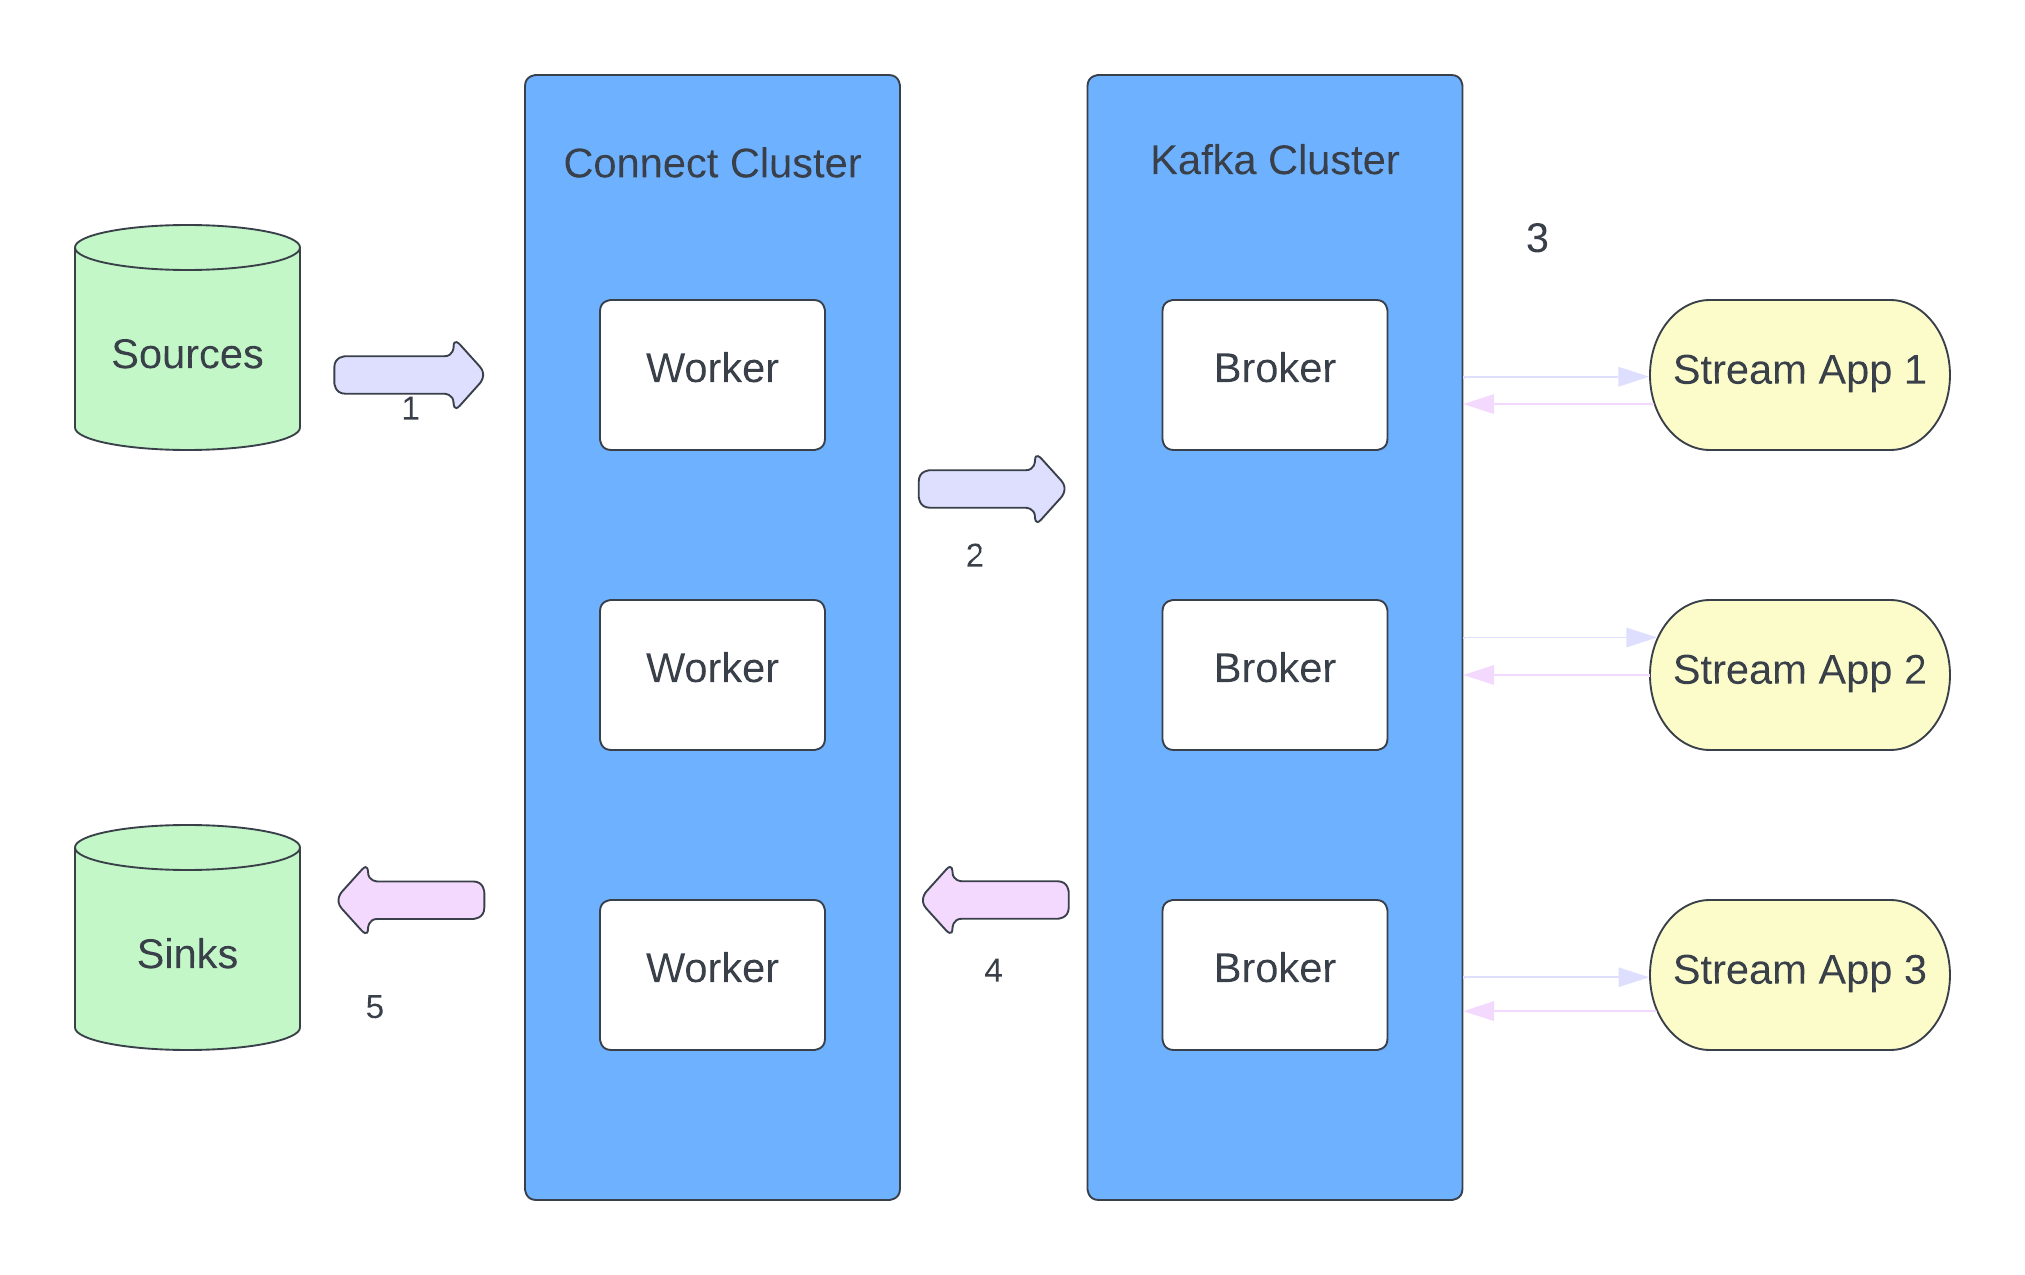 Connect Cluster
Kafka Cluster
3
Sources
1
Worker
Broker
Stream App 1
2
Worker
Broker
Stream App 2
Sinks
5
Worker
4
Broker
Stream App 3